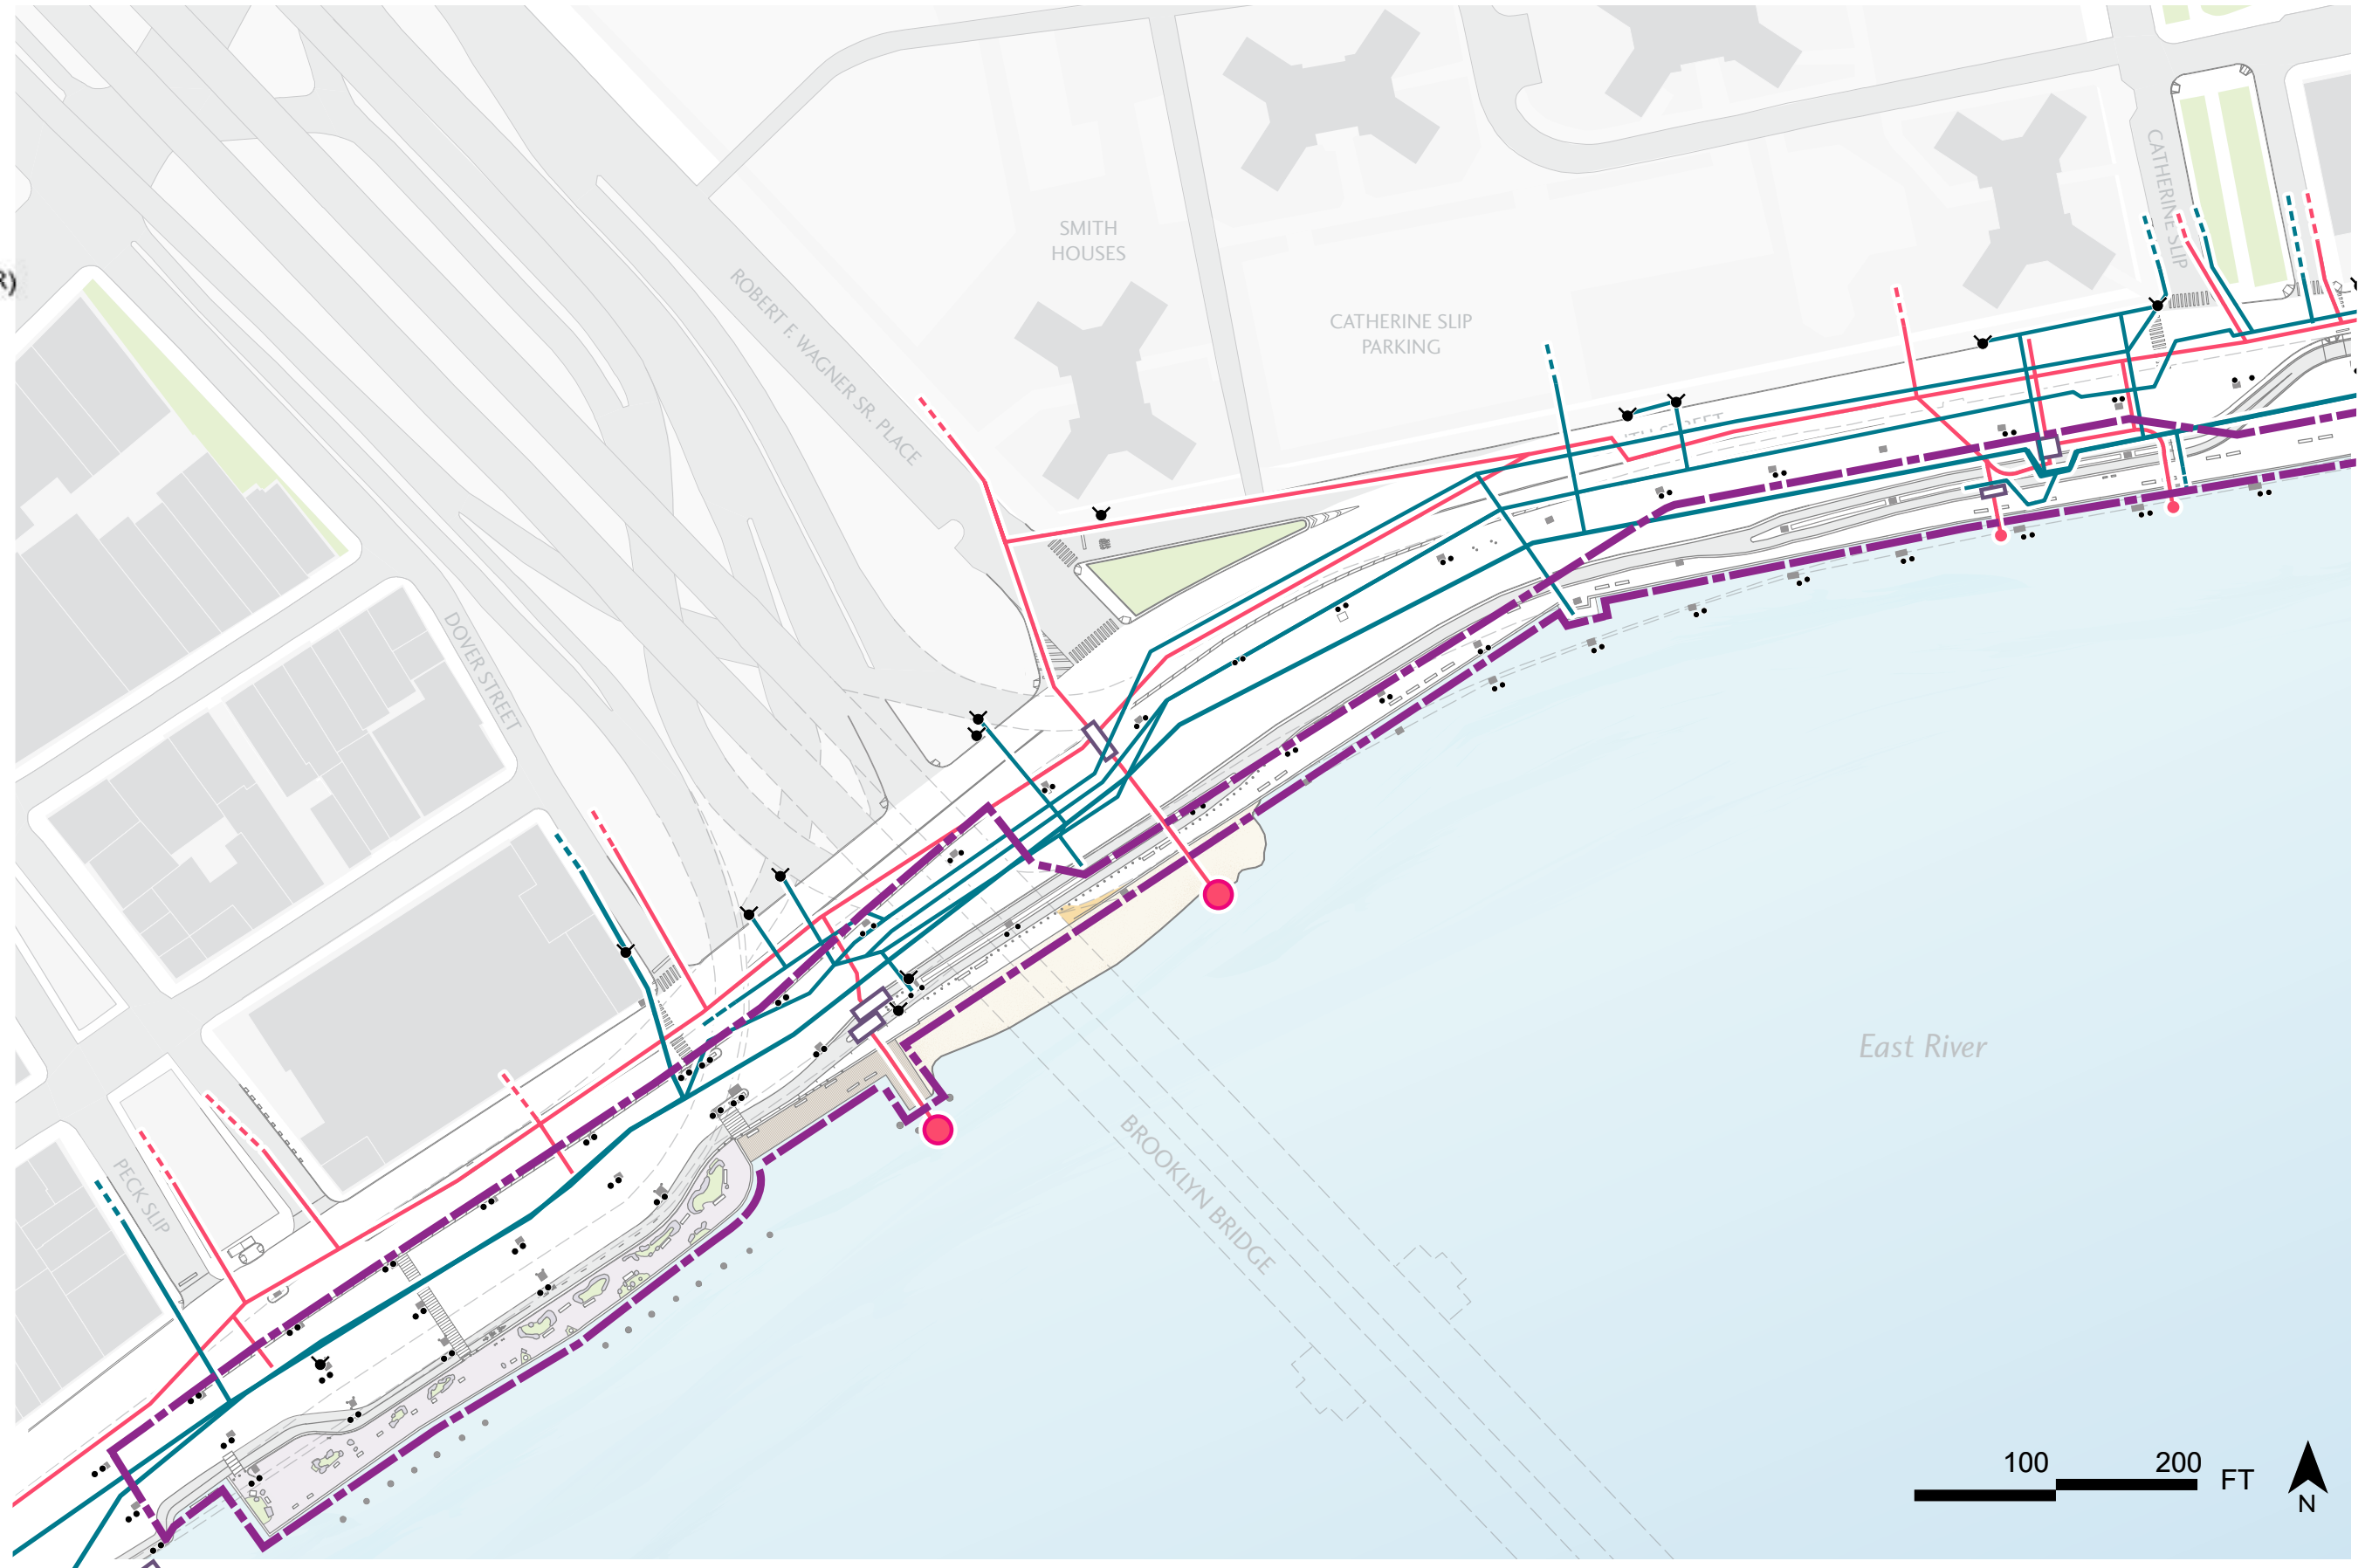 R)
SMITH
HOUSES
CATHERINE SLIP
CATHERINE SLIP
PARKING
ROBERT F. WAGNER SR. PLACE
DOVER STREET
PECK SLIP
East River
BROOKLYN BRIDGE
100 200 FT
N